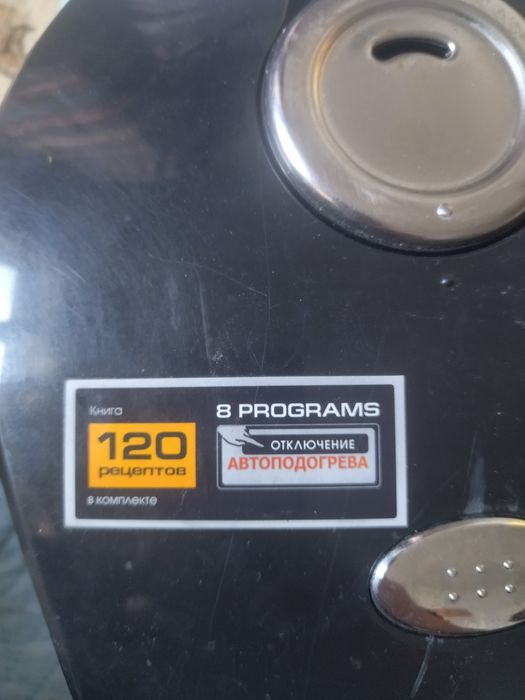 Книга
120
рецептов
в комплекте
8 PROGRAMS
ОТКЛЮЧЕНИЕ
АВТОПОДОГРЕВА